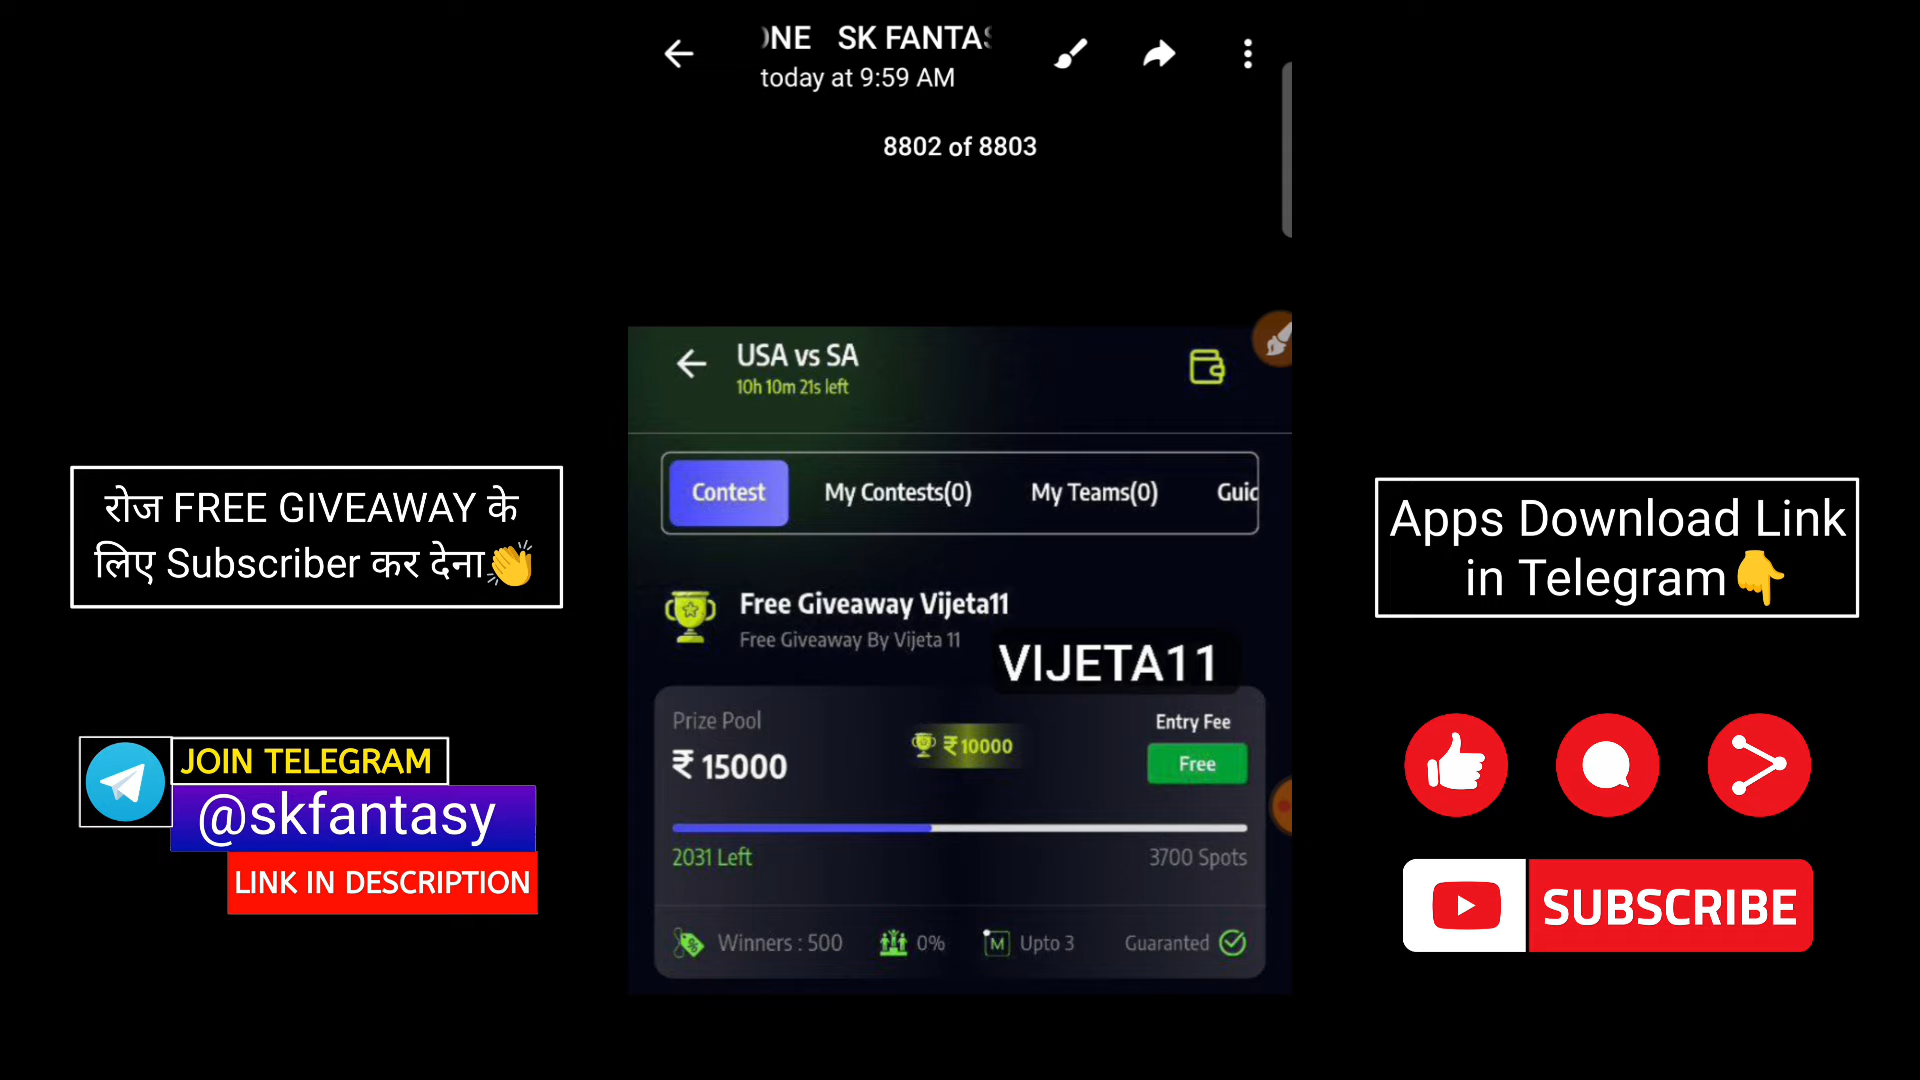 SK FANTAS
today at 9:59 AM
8802 of 8803
USA vs SA
10h 10m 21s left
Contest
My Contests(0)
My Teams(0)
Free Giveaway Vijeta11
Free Giveaway By Vijeta 11
VIJETA11
Prize Pool
₹ 15000
₹ 10000
Entry Fee
Free
2031 Left
3700 Spots
Winners : 500
0%
M
Upto 3
Guaranted
रोज FREE GIVEAWAY के
लिए Subscriber कर देना👏
JOIN TELEGRAM
@skfantasy
LINK IN DESCRIPTION
Apps Download Link
in Telegram👇
SUBSCRIBE